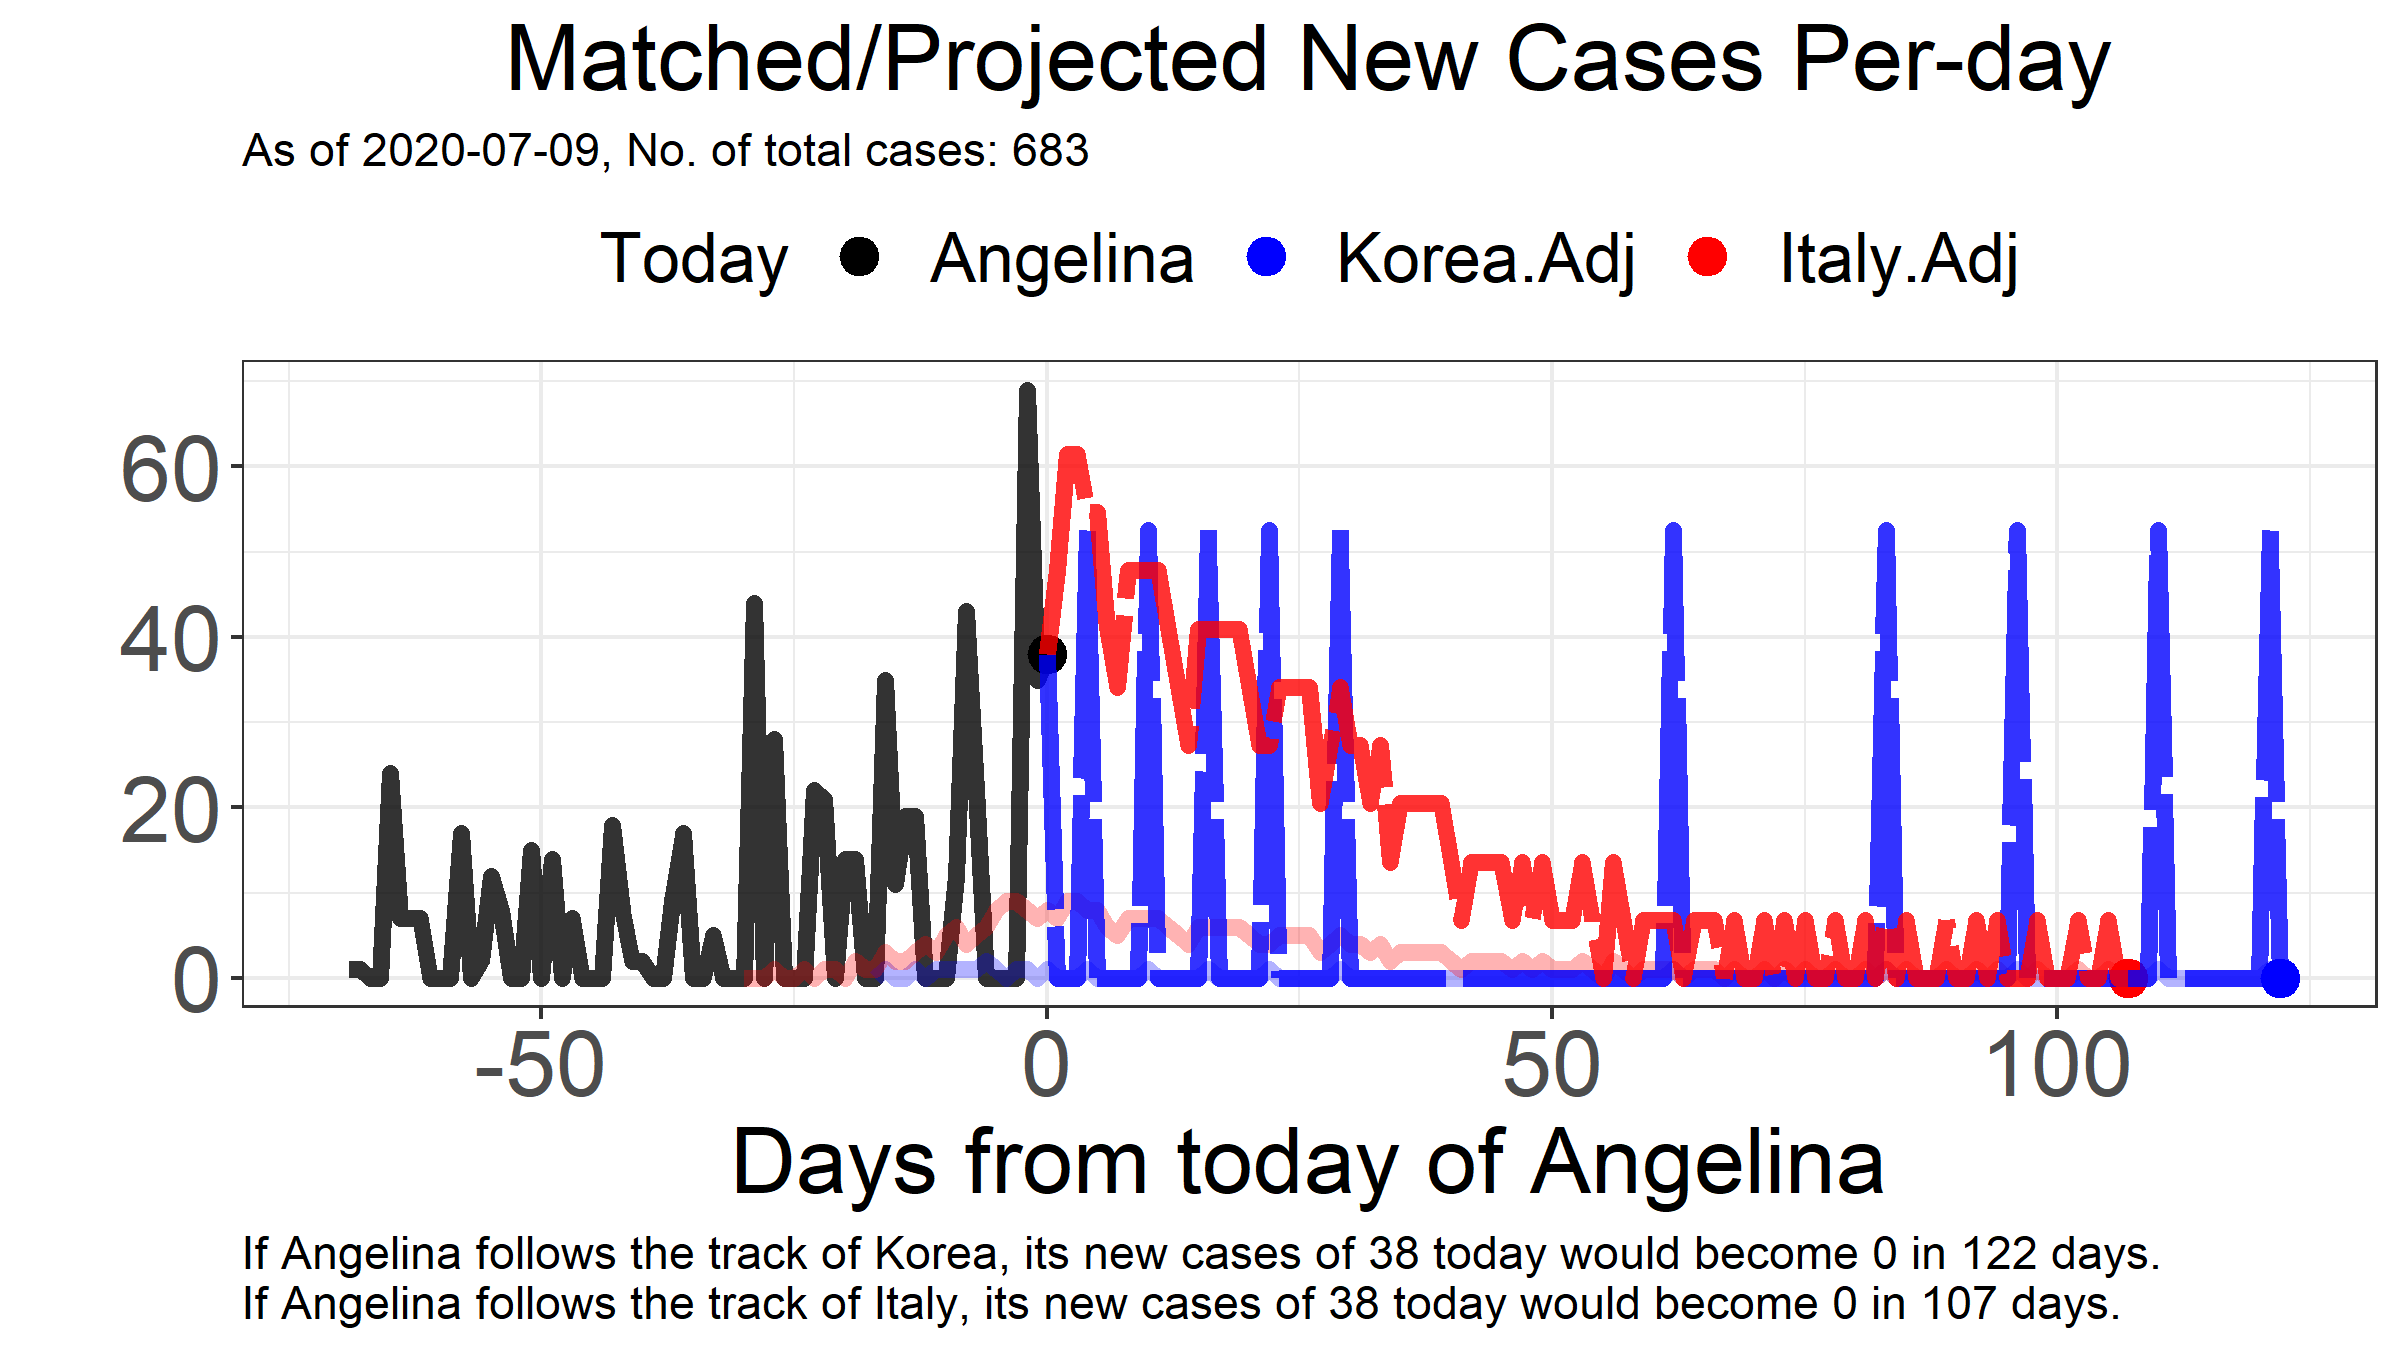 Matched/Projected New Cases Per-day
As of 2020-07-09, No. of total cases: 683
Today Angelina Korea.Adj Italy.Adj
60
40
20
0
-50 0 50 100
Days from today of Angelina
If Angelina follows the track of Korea, its new cases of 38 today would become 0 in 122 days.
If Angelina follows the track of Italy, its new cases of 38 today would become 0 in 107 days.